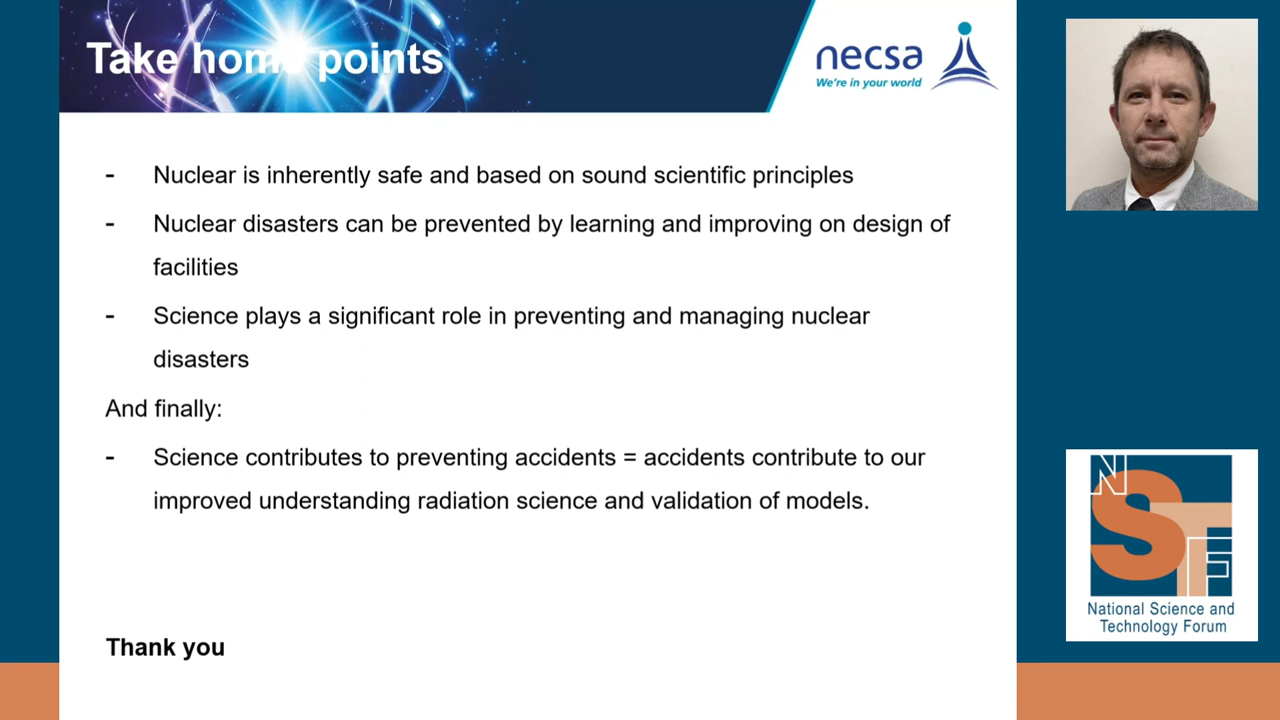 Take home points
necsa
We're in your world
- Nuclear is inherently safe and based on sound scientific principles
- Nuclear disasters can be prevented by learning and improving on design of
facilities
- Science plays a significant role in preventing and managing nuclear
disasters
And finally:
- Science contributes to preventing accidents = accidents contribute to our
improved understanding radiation science and validation of models.
Thank you
NSTF
National Science and
Technology Forum